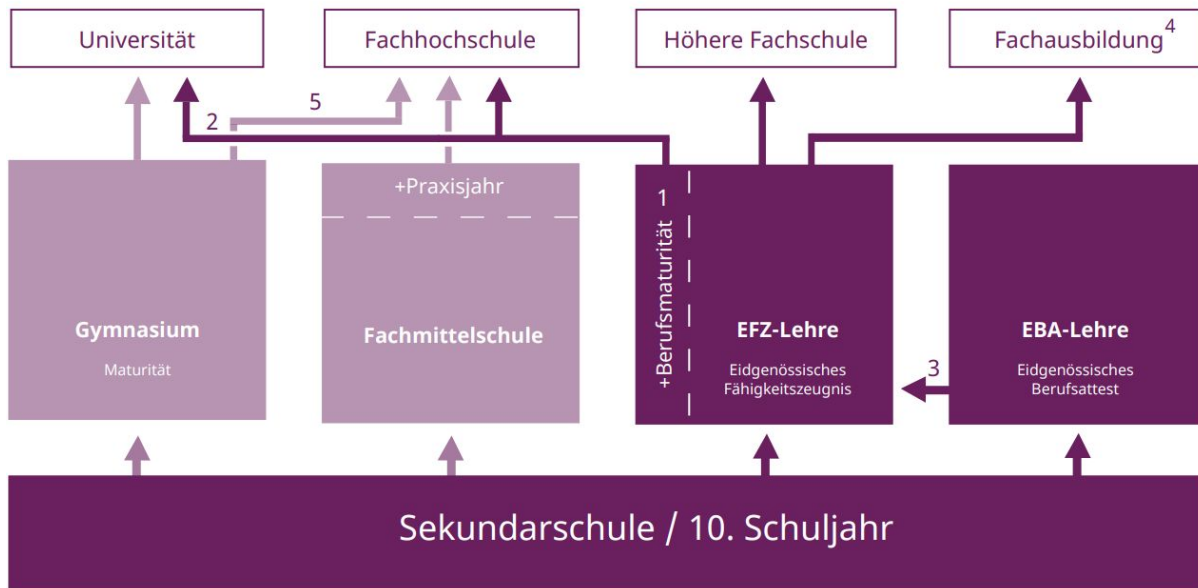 Universität
Fachhochschule
Höhere Fachschule
Fachausbildung⁴
2
5
+Praxisjahr
+Berufsmaturität 1
Gymnasium
Maturität
Fachmittelschule
EFZ-Lehre
Eidgenössisches
Fähigkeitszeugnis
3
EBA-Lehre
Eidgenössisches
Berufsattest
Sekundarschule / 10. Schuljahr